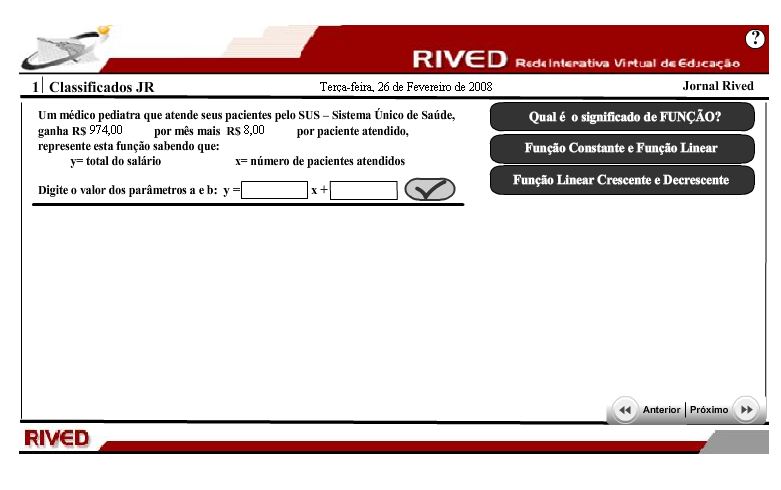 ?
RIVED Rede Interativa Virtual de Educação
1 Classificados JR
Terça-feira, 26 de Fevereiro de 2008
Jornal Rived
Um médico pediatra que atende seus pacientes pelo SUS – Sistema Único de Saúde,
ganha R$ 974,00 por mês mais R$ 8,00 por paciente atendido,
represente esta função sabendo que:
y= total do salário x= número de pacientes atendidos
Digite o valor dos parâmetros a e b: y = x +
Qual é o significado de FUNÇÃO?
Função Constante e Função Linear
Função Linear Crescente e Decrescente
Anterior Próximo
RIVED